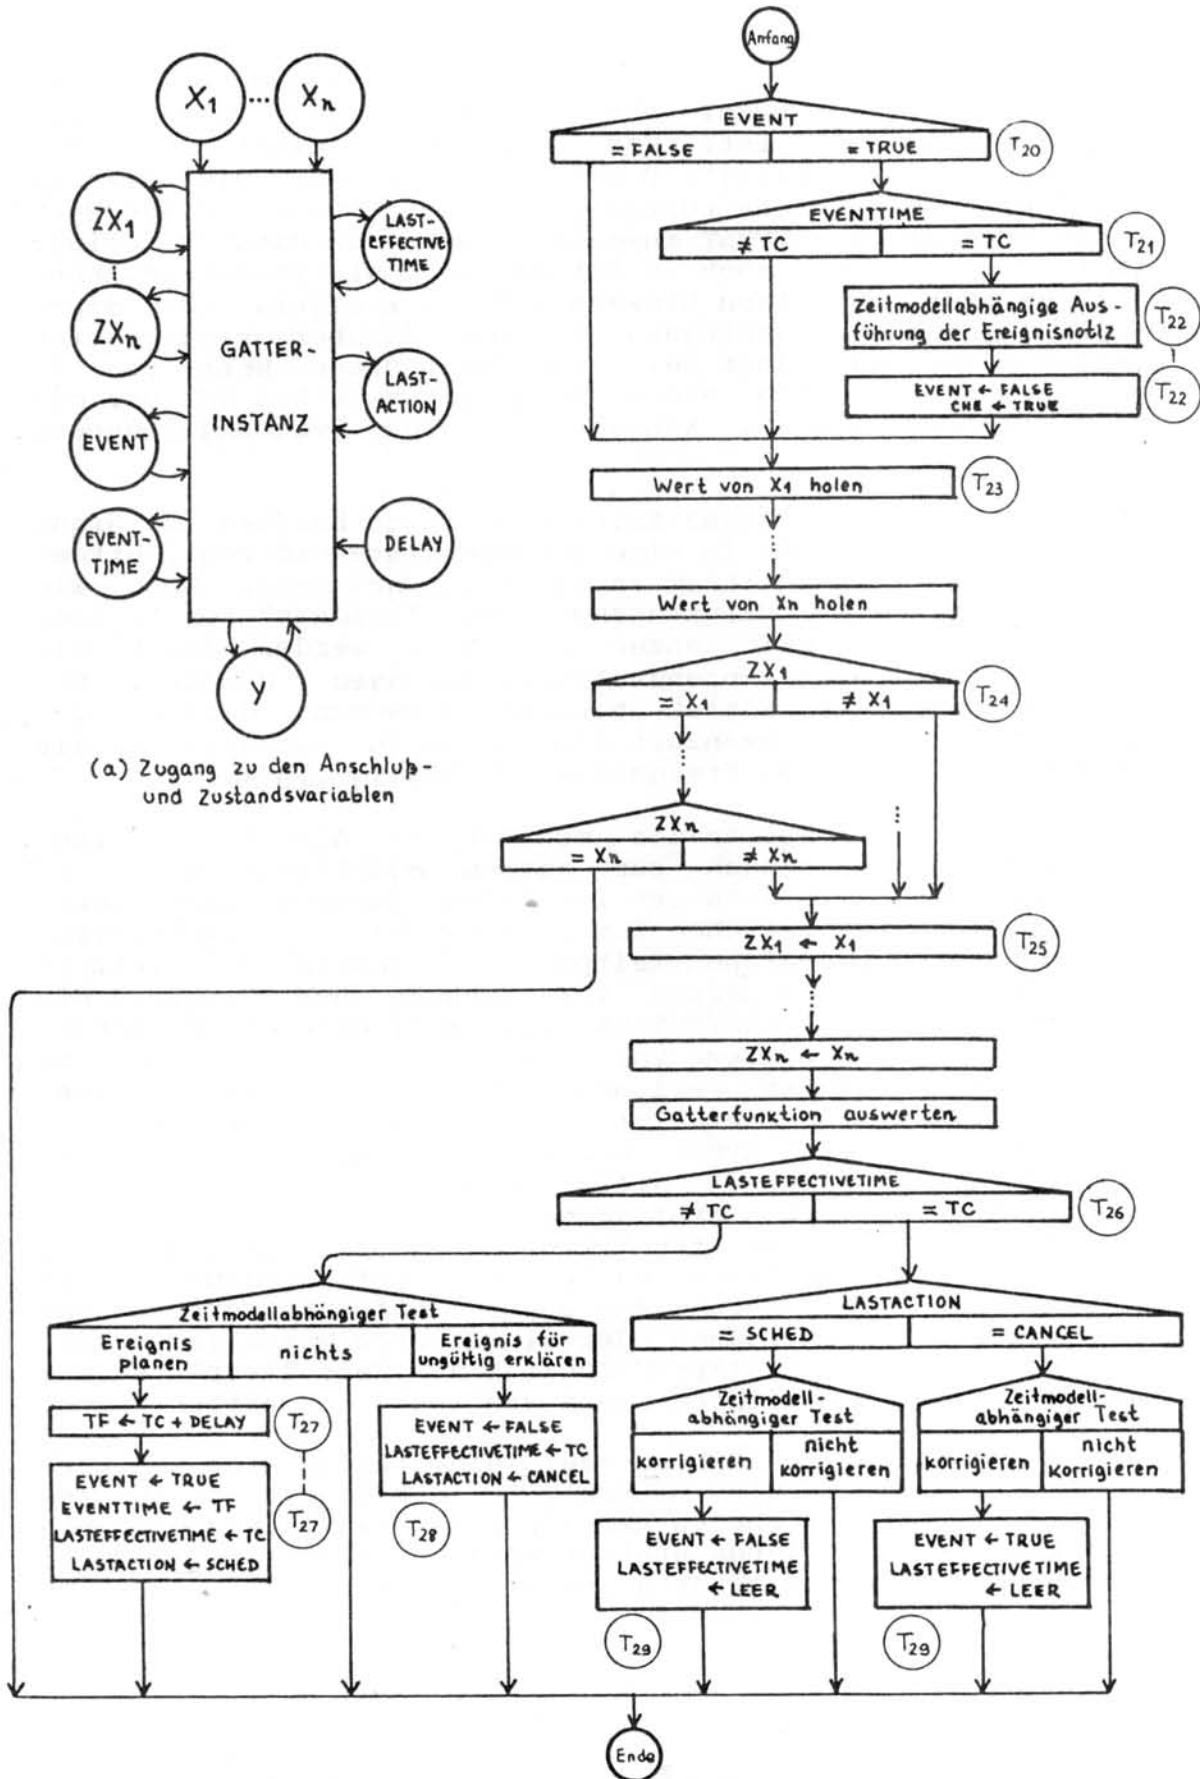 X₁ ... Xₙ
ZX₁
ZXₙ
EVENT
EVENT-
TIME
GATTER-
INSTANZ
LAST-
EFFECTIVE
TIME
LAST-
ACTION
DELAY
Y
(a) Zugang zu den Anschluß-
und Zustandsvariablen
Anfang
EVENT
= FALSE
= TRUE
T₂₀
EVENTTIME
≠ TC
= TC
T₂₁
Zeitmodellabhängige Aus-
führung der Ereignisnotiz
T₂₂
EVENT ← FALSE
CHE ← TRUE
T₂₂
Wert von X₁ holen
T₂₃
Wert von Xn holen
ZX₁
= X₁
≠ X₁
T₂₄
ZXₙ
= Xₙ
≠ Xₙ
ZX₁ ← X₁
T₂₅
ZXₙ ← Xₙ
Gatterfunktion auswerten
LASTEFFECTIVETIME
≠ TC
= TC
T₂₆
Zeitmodellabhängiger Test
Ereignis
planen
nichts
Ereignis für
ungültig erklären
TF ← TC + DELAY
T₂₇
EVENT ← TRUE
EVENTTIME ← TF
LASTEFFECTIVETIME ← TC
LASTACTION ← SCHED
T₂₇
EVENT ← FALSE
LASTEFFECTIVETIME ← TC
LASTACTION ← CANCEL
T₂₈
LASTACTION
= SCHED
= CANCEL
Zeitmodell-
abhängiger Test
korrigieren
nicht
korrigieren
EVENT ← FALSE
LASTEFFECTIVETIME
← LEER
T₂₉
Zeitmodell-
abhängiger Test
korrigieren
nicht
korrigieren
EVENT ← TRUE
LASTEFFECTIVETIME
← LEER
T₂₉
Ende